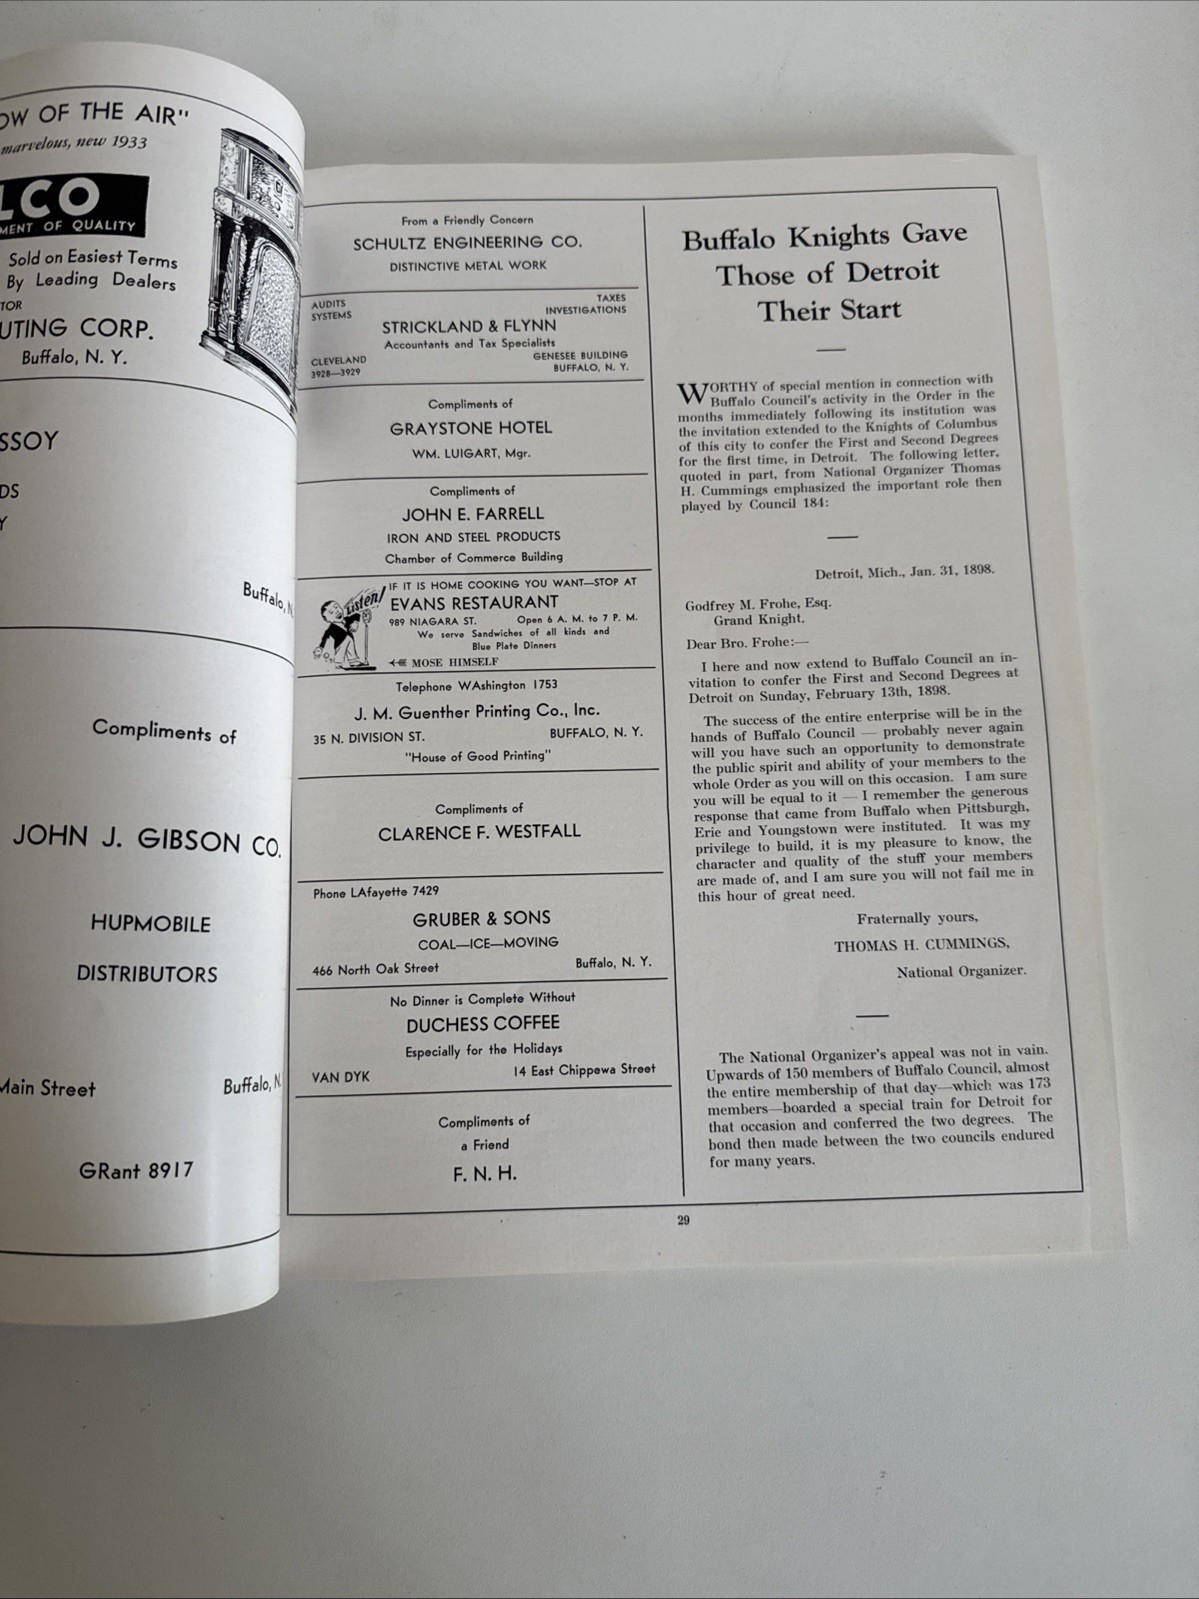 OW OF THE AIR"
marvelous, new 1933
LCO
MENT OF QUALITY
Sold on Easiest Terms
By Leading Dealers
TOR
UTING CORP.
Buffalo, N. Y.
SSOY
DS
Y
Buffalo, N.
Compliments of
JOHN J. GIBSON CO.
HUPMOBILE
DISTRIBUTORS
Main Street
Buffalo, N.
GRant 8917
From a Friendly Concern
SCHULTZ ENGINEERING CO.
DISTINCTIVE METAL WORK
AUDITS
SYSTEMS
TAXES
INVESTIGATIONS
STRICKLAND & FLYNN
Accountants and Tax Specialists
CLEVELAND
3928—3929
GENESEE BUILDING
BUFFALO, N. Y.
Compliments of
GRAYSTONE HOTEL
WM. LUIGART, Mgr.
Compliments of
JOHN E. FARRELL
IRON AND STEEL PRODUCTS
Chamber of Commerce Building
Listen!
IF IT IS HOME COOKING YOU WANT—STOP AT
EVANS RESTAURANT
989 NIAGARA ST. Open 6 A. M. to 7 P. M.
We serve Sandwiches of all kinds and
Blue Plate Dinners
MOSE HIMSELF
Telephone WAshington 1753
J. M. Guenther Printing Co., Inc.
35 N. DIVISION ST. BUFFALO, N. Y.
"House of Good Printing"
Compliments of
CLARENCE F. WESTFALL
Phone LAfayette 7429
GRUBER & SONS
COAL—ICE—MOVING
466 North Oak Street Buffalo, N. Y.
No Dinner is Complete Without
DUCHESS COFFEE
Especially for the Holidays
VAN DYK 14 East Chippewa Street
Compliments of
a Friend
F. N. H.
Buffalo Knights Gave
Those of Detroit
Their Start
WORTHY of special mention in connection with
Buffalo Council's activity in the Order in the
months immediately following its institution was
the invitation extended to the Knights of Columbus
of this city to confer the First and Second Degrees
for the first time, in Detroit. The following letter,
quoted in part, from National Organizer Thomas
H. Cummings emphasized the important role then
played by Council 184:
Detroit, Mich., Jan. 31, 1898.
Godfrey M. Frohe, Esq.
Grand Knight.
Dear Bro. Frohe:—
I here and now extend to Buffalo Council an in-
vitation to confer the First and Second Degrees at
Detroit on Sunday, February 13th, 1898.
The success of the entire enterprise will be in the
hands of Buffalo Council — probably never again
will you have such an opportunity to demonstrate
the public spirit and ability of your members to the
whole Order as you will on this occasion. I am sure
you will be equal to it — I remember the generous
response that came from Buffalo when Pittsburgh,
Erie and Youngstown were instituted. It was my
privilege to build, it is my pleasure to know, the
character and quality of the stuff your members
are made of, and I am sure you will not fail me in
this hour of great need.
Fraternally yours,
THOMAS H. CUMMINGS,
National Organizer.
The National Organizer's appeal was not in vain.
Upwards of 150 members of Buffalo Council, almost
the entire membership of that day—which was 173
members—boarded a special train for Detroit for
that occasion and conferred the two degrees. The
bond then made between the two councils endured
for many years.
29